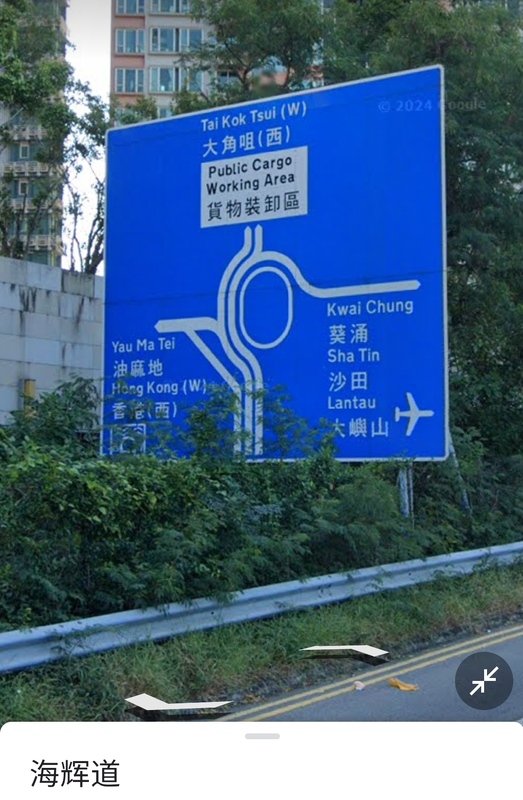 © 2024 Google
Tai Kok Tsui (W)
大角咀(西)
Public Cargo
Working Area
貨物裝卸區
Kwai Chung
葵涌
Sha Tin
沙田
Lantau
大嶼山
Yau Ma Tei
油麻地
Hong Kong (W)
香港(西)
海辉道